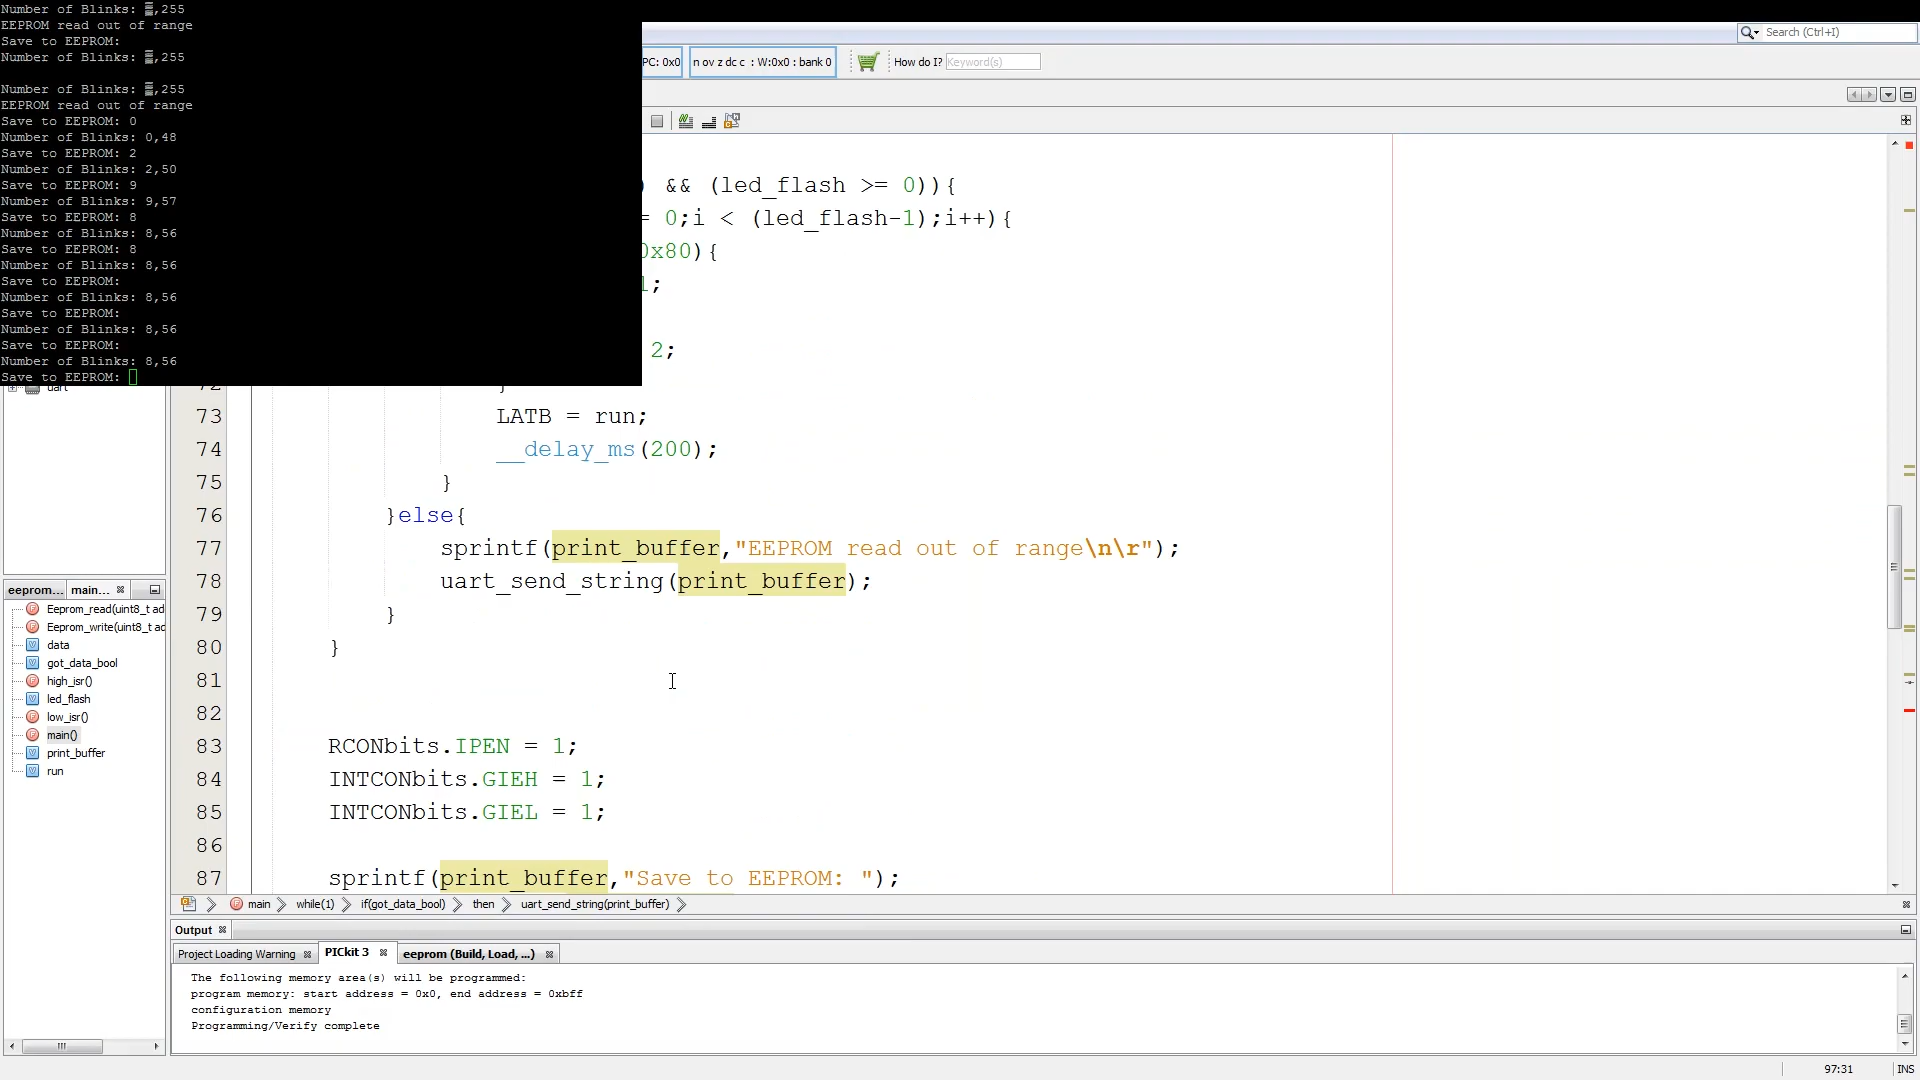 Number of Blinks: ,255
EEPROM read out of range
Save to EEPROM:
Number of Blinks: ,255
Number of Blinks: ,255
EEPROM read out of range
Save to EEPROM: 0
Number of Blinks: 0,48
Save to EEPROM: 2
Number of Blinks: 2,50
Save to EEPROM: 9
Number of Blinks: 9,57
Save to EEPROM: 8
Number of Blinks: 8,56
Save to EEPROM: 8
Number of Blinks: 8,56
Save to EEPROM:
Number of Blinks: 8,56
Save to EEPROM:
Number of Blinks: 8,56
Save to EEPROM:
Number of Blinks: 8,56
Save to EEPROM:
Search (Ctrl+I)
PC: 0x0
n ov z dc c : W:0x0 : bank 0
How do I?
Keyword(s)
) && (led_flash >= 0)){
= 0;i < (led_flash-1);i++){
0x80){
1;
2;
73 LATB = run;
74 __delay_ms(200);
75 }
76 }else{
77 sprintf(print_buffer,"EEPROM read out of range\n\r");
78 uart_send_string(print_buffer);
79 }
80 }
81
82
83 RCONbits.IPEN = 1;
84 INTCONbits.GIEH = 1;
85 INTCONbits.GIEL = 1;
86
87 sprintf(print_buffer,"Save to EEPROM: ");
main while(1) if(got_data_bool) then uart_send_string(print_buffer)
uart
eeprom... main...
Eeprom_read(uint8_t ad
Eeprom_write(uint8_t ad
data
got_data_bool
high_isr()
led_flash
low_isr()
main()
print_buffer
run
Output
Project Loading Warning PICkit 3 eeprom (Build, Load, ...)
The following memory area(s) will be programmed:
program memory: start address = 0x0, end address = 0xbff
configuration memory
Programming/Verify complete
97:31 INS